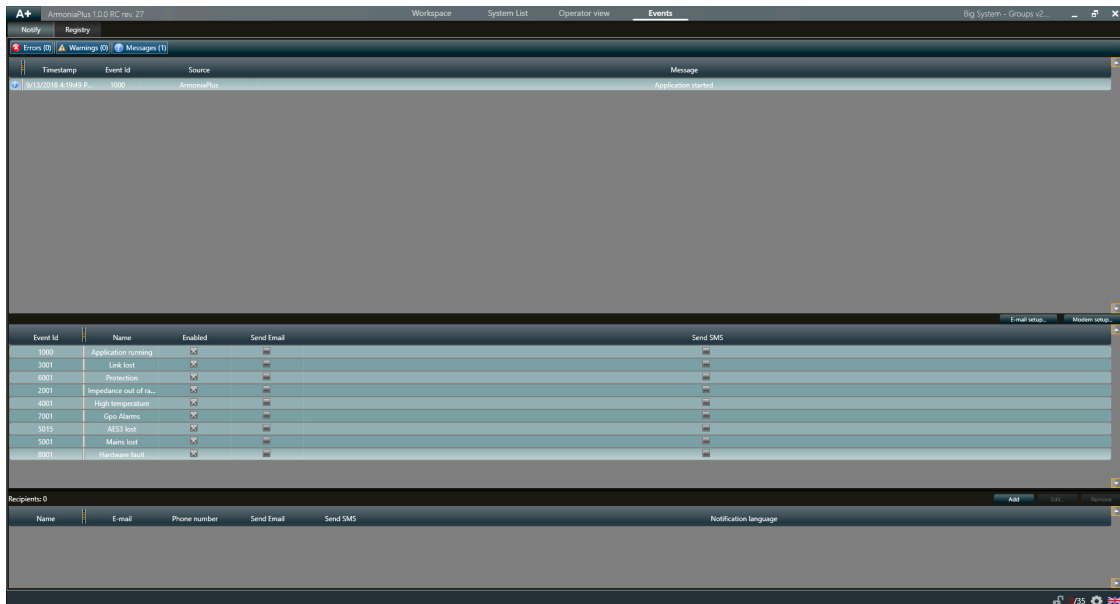 A+ ArmoniaPlus 1.0.0 RC rev. 27 Workspace System List Operator view Events Big System - Groups v2...
Notify Registry
Errors (0) Warnings (0) Messages (1)
Timestamp Event Id Source Message
9/13/2018 4:19:49 P... 1000 ArmoniaPlus Application started
E-mail setup... Modem setup...
Event Id Name Enabled Send Email Send SMS
1000 Application running
3001 Link lost
6001 Protection
2001 Impedance out of ra...
4001 High temperature
7001 Gpo Alarms
5015 AES3 lost
5001 Mains lost
8001 Hardware fault
Recipients: 0 Add Edit... Remove
Name E-mail Phone number Send Email Send SMS Notification language
/35